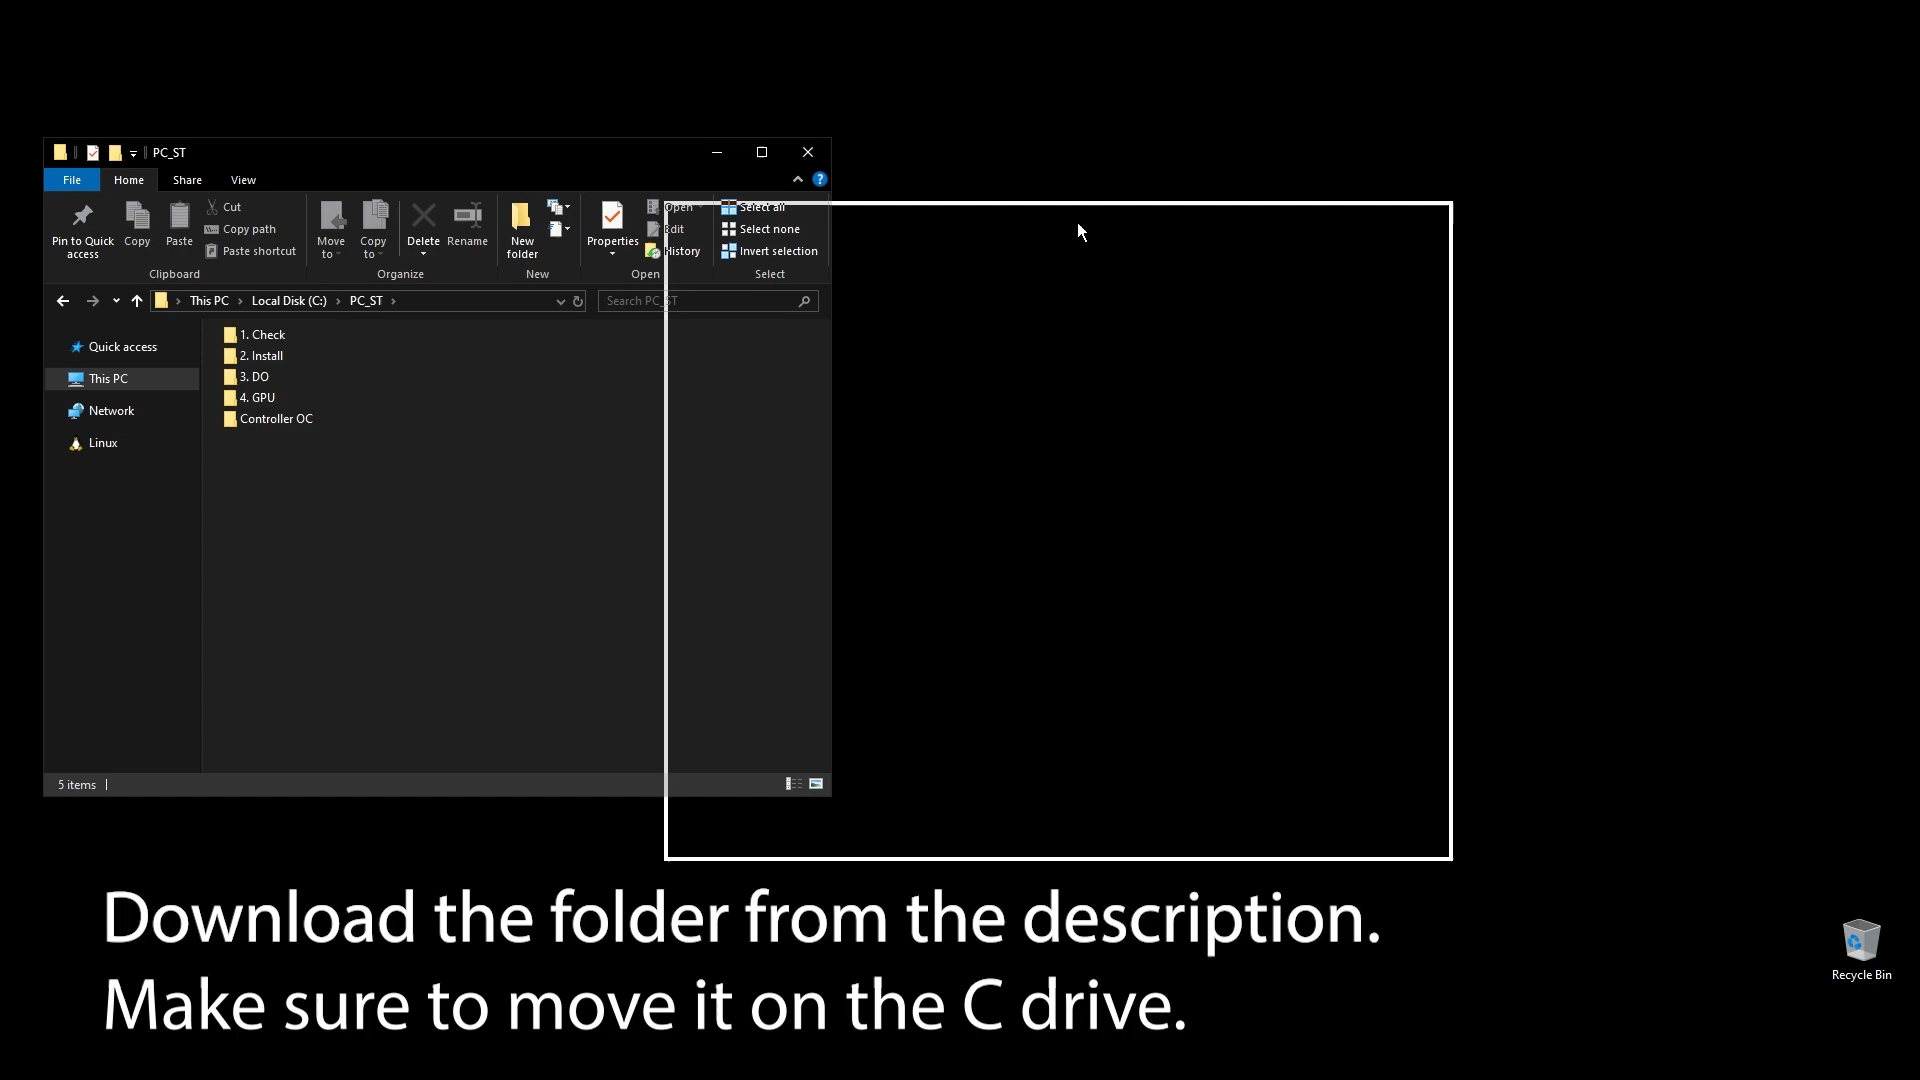 PC_ST
File Home Share View
Pin to Quick access
Copy
Paste
Cut
Copy path
Paste shortcut
Clipboard
Move to
Copy to
Delete
Rename
Organize
New folder
New
Properties
Open
Edit
History
Open
Select all
Select none
Invert selection
Select
This PC Local Disk (C:) PC_ST
Search PC_ST
Quick access
This PC
Network
Linux
1. Check
2. Install
3. DO
4. GPU
Controller OC
5 items
Download the folder from the description.
Make sure to move it on the C drive.
Recycle Bin